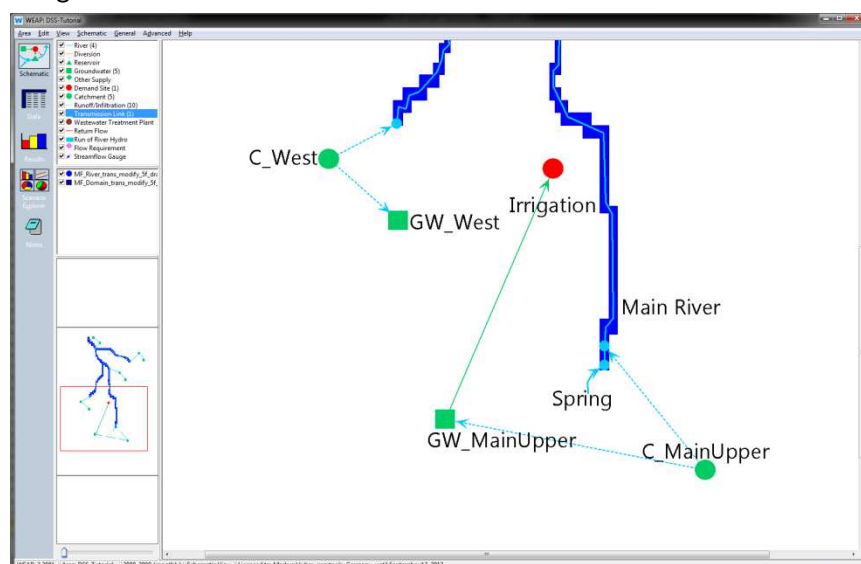 WEAP: DSS-Tutorial
Area Edit View Schematic General Advanced Help
Schematic
Data
Results
Scenario
Explorer
Notes
River (4)
Diversion
Reservoir
Groundwater (5)
Other Supply
Demand Site (1)
Catchment (5)
Runoff/Infiltration (10)
Transmission Link (1)
Wastewater Treatment Plant
Return Flow
Run of River Hydro
Flow Requirement
Streamflow Gauge
MF_River_trans_modify_5f_dra
MF_Domain_trans_modify_5f_
C_West
GW_West
Irrigation
Main River
Spring
GW_MainUpper
C_MainUpper